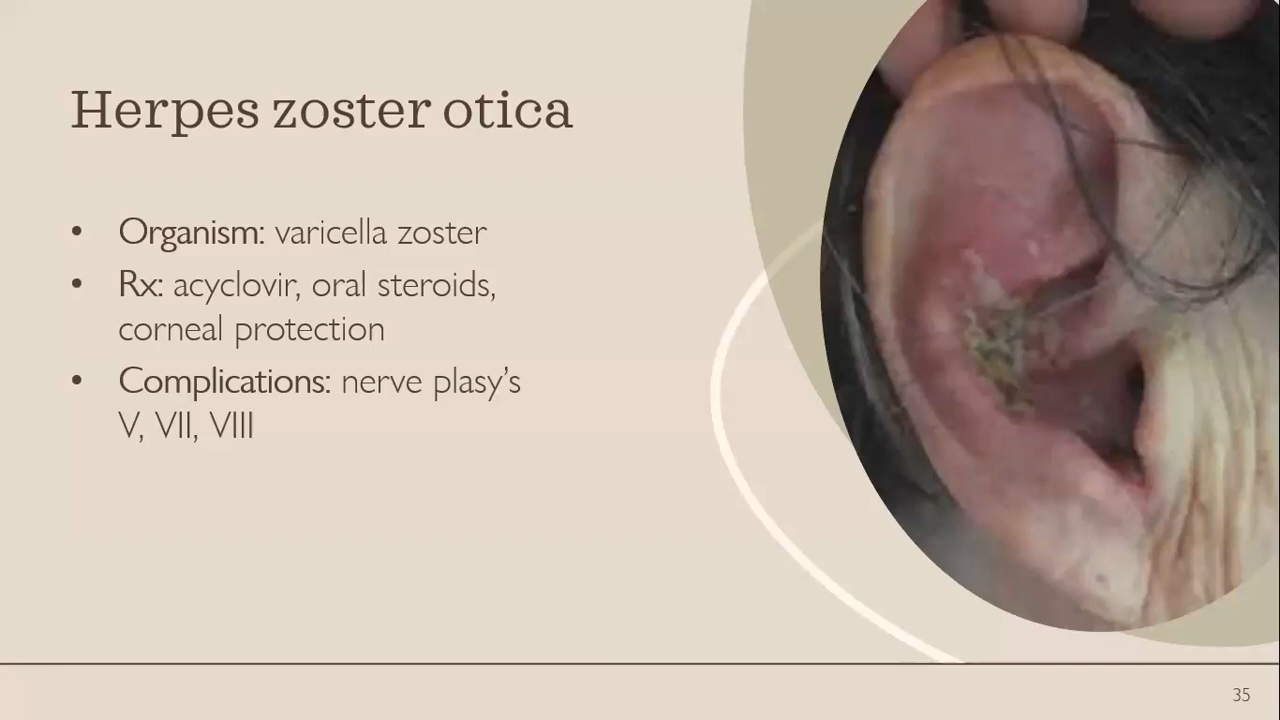 Herpes zoster otica
• Organism: varicella zoster
• Rx: acyclovir, oral steroids,
corneal protection
• Complications: nerve plasy's
V, VII, VIII
35